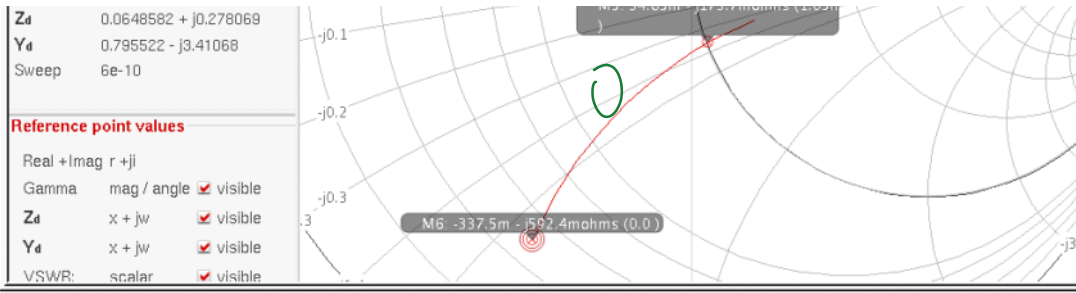 Zd 0.0648582 + j0.278069
Yd 0.795522 - j3.41068
Sweep 6e-10
Reference point values
Real +Imag r +ji
Gamma mag / angle visible
Zd x + jw visible
Yd x + jw visible
VSWR: scalar visible
-j0.1
-j0.2
-j0.3
.3
)
M6: -337.5m - j592.4mohms (0.0 )
-j3